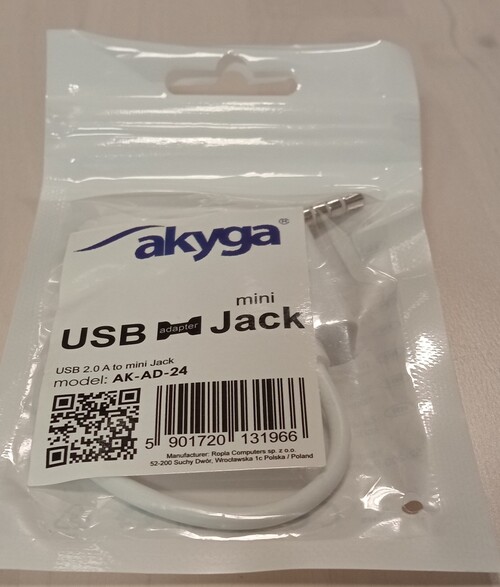 akyga®
mini
USB adapter Jack
USB 2.0 A to mini Jack
model: AK-AD-24
5 901720 131966
Manufacturer: Ropla Computers sp. z o.o.
52-200 Suchy Dwór, Wrocławska 1c Polska / Poland